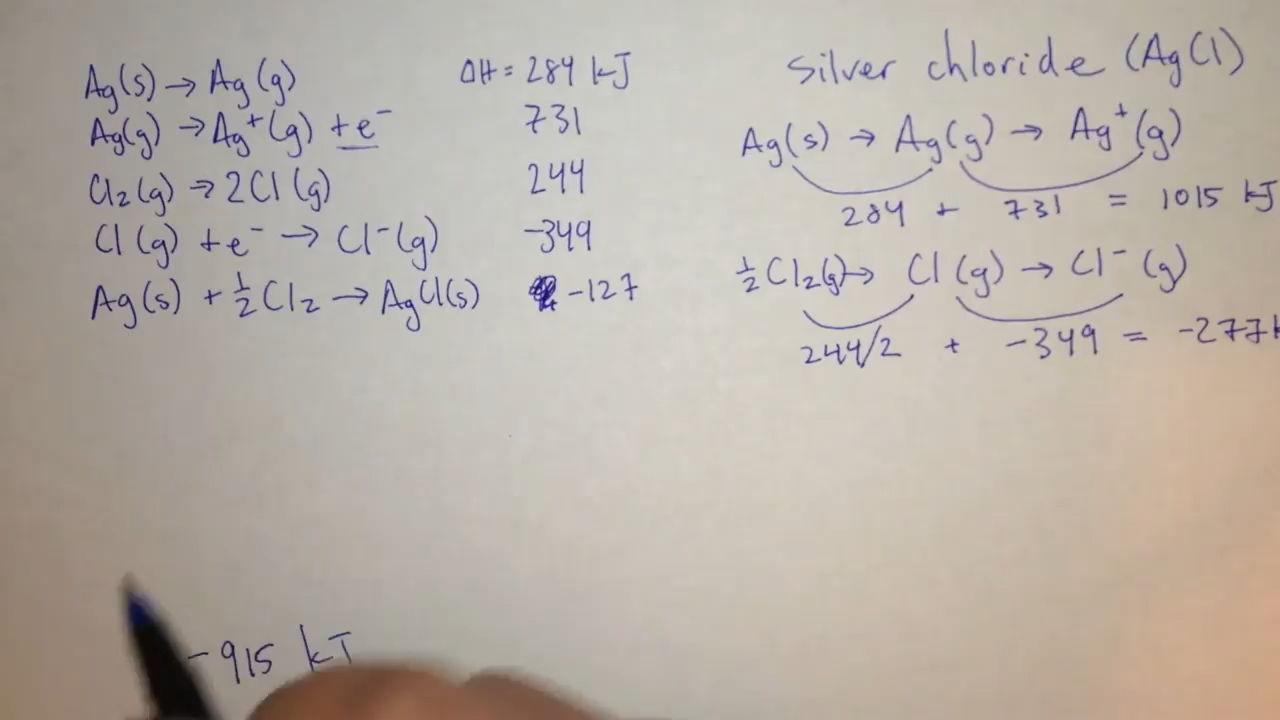 Ag(s) → Ag(g) ΔH = 284 kJ
Ag(g) → Ag⁺(g) + e⁻ 731
Cl₂(g) → 2Cl(g) 244
Cl(g) + e⁻ → Cl⁻(g) -349
Ag(s) + ½Cl₂ → AgCl(s) -127
Silver chloride (AgCl)
Ag(s) → Ag(g) → Ag⁺(g)
284 + 731 = 1015 kJ
½Cl₂(g) → Cl(g) → Cl⁻(g)
244/2 + -349 = -277
-915 kJ